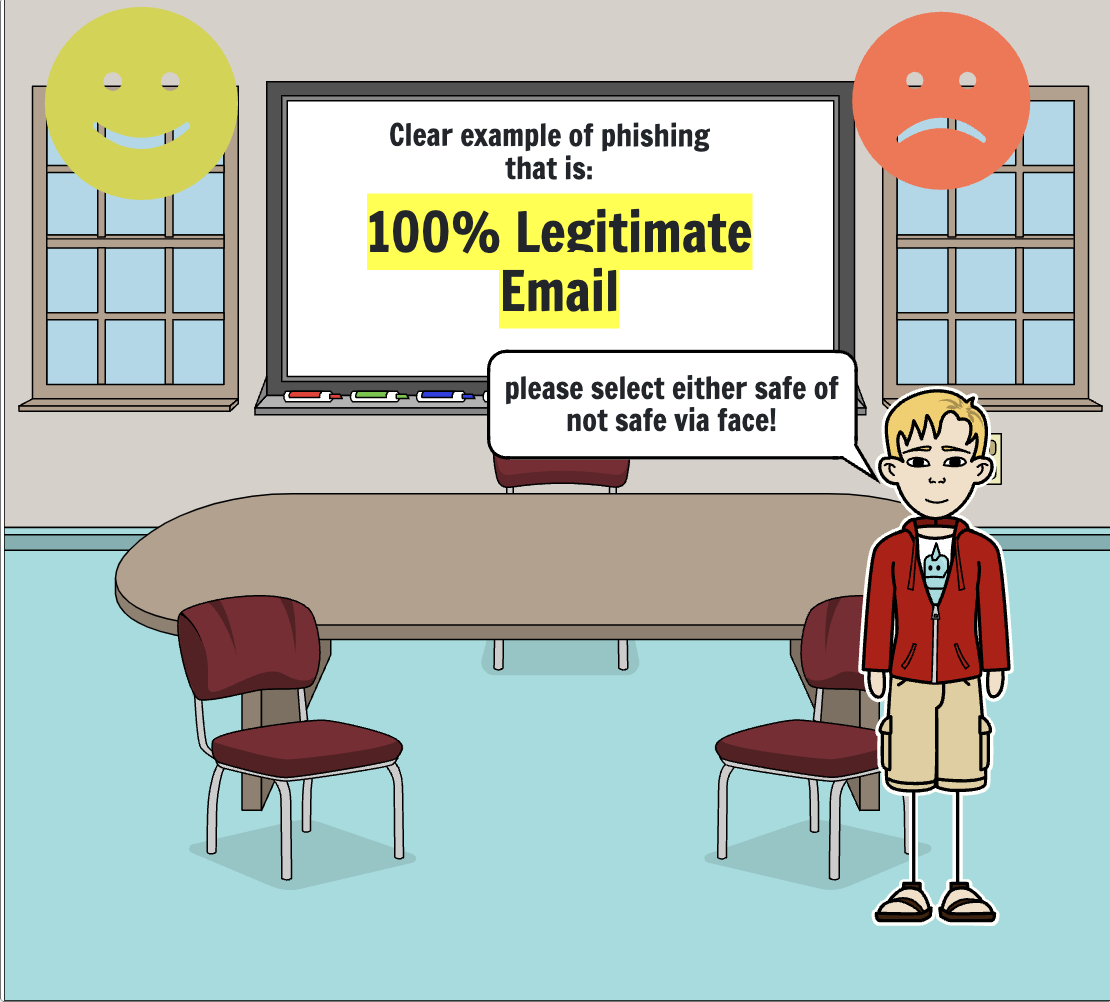 Clear example of phishing
that is:
100% Legitimate
Email
please select either safe of
not safe via face!